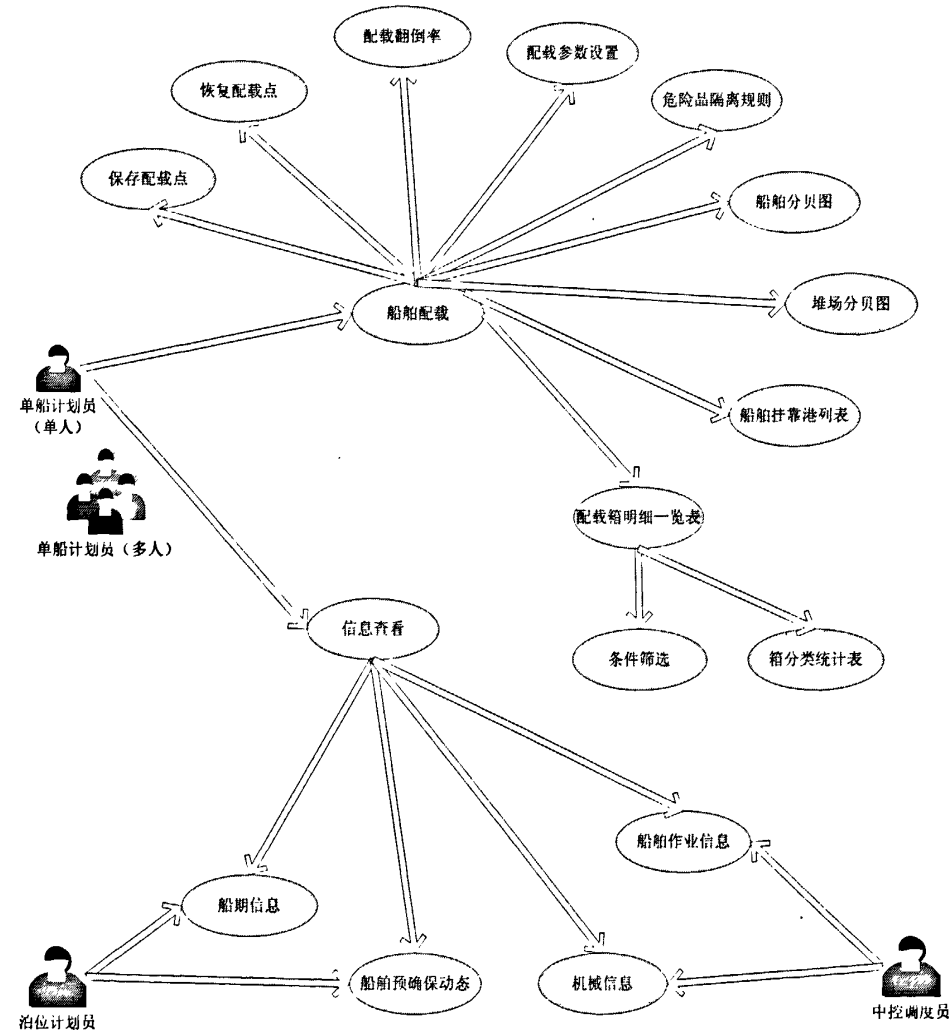 配载翻倒率
配载参数设置
恢复配载点
危险品隔离规则
保存配载点
船舶分贝图
堆场分贝图
船舶配载
单船计划员
（单人）
船舶挂靠港列表
配载箱明细一览表
单船计划员（多人）
信息查看
条件筛选
箱分类统计表
船舶作业信息
船期信息
船舶预确保动态
机械信息
泊位计划员
中控调度员